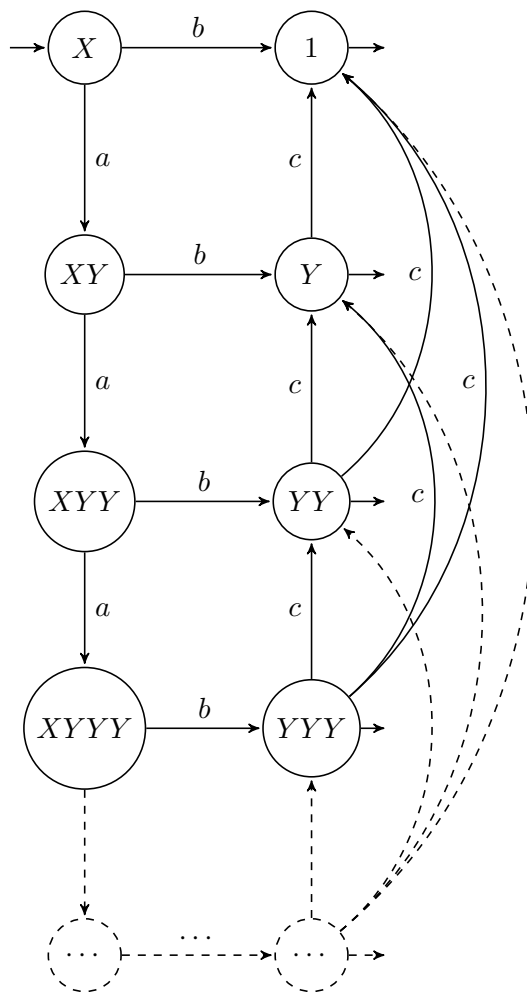 X b 1
a c
XY b Y c
a c c
XYY b YY c
a c
XYYY b YYY
...
... ...